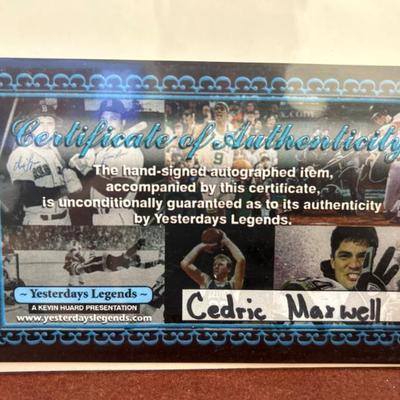 Certificate of Authenticity
The hand-signed autographed item,
accompanied by this certificate,
is unconditionally guaranteed as to its authenticity
by Yesterdays Legends.
~ Yesterdays Legends ~
A KEVIN HUARD PRESENTATION
www.yesterdayslegends.com
Cedric Maxwell